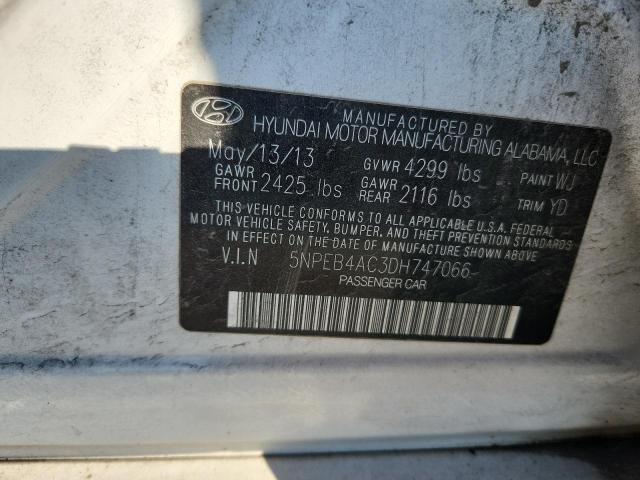 MANUFACTURED BY
HYUNDAI MOTOR MANUFACTURING ALABAMA, LLC
May/13/13 GVWR 4299 lbs PAINT WJ
GAWR FRONT 2425 lbs GAWR REAR 2116 lbs TRIM YD
THIS VEHICLE CONFORMS TO ALL APPLICABLE U.S.A. FEDERAL
MOTOR VEHICLE SAFETY, BUMPER, AND THEFT PREVENTION STANDARDS
IN EFFECT ON THE DATE OF MANUFACTURE SHOWN ABOVE.
V.I.N 5NPEB4AC3DH747066
PASSENGER CAR